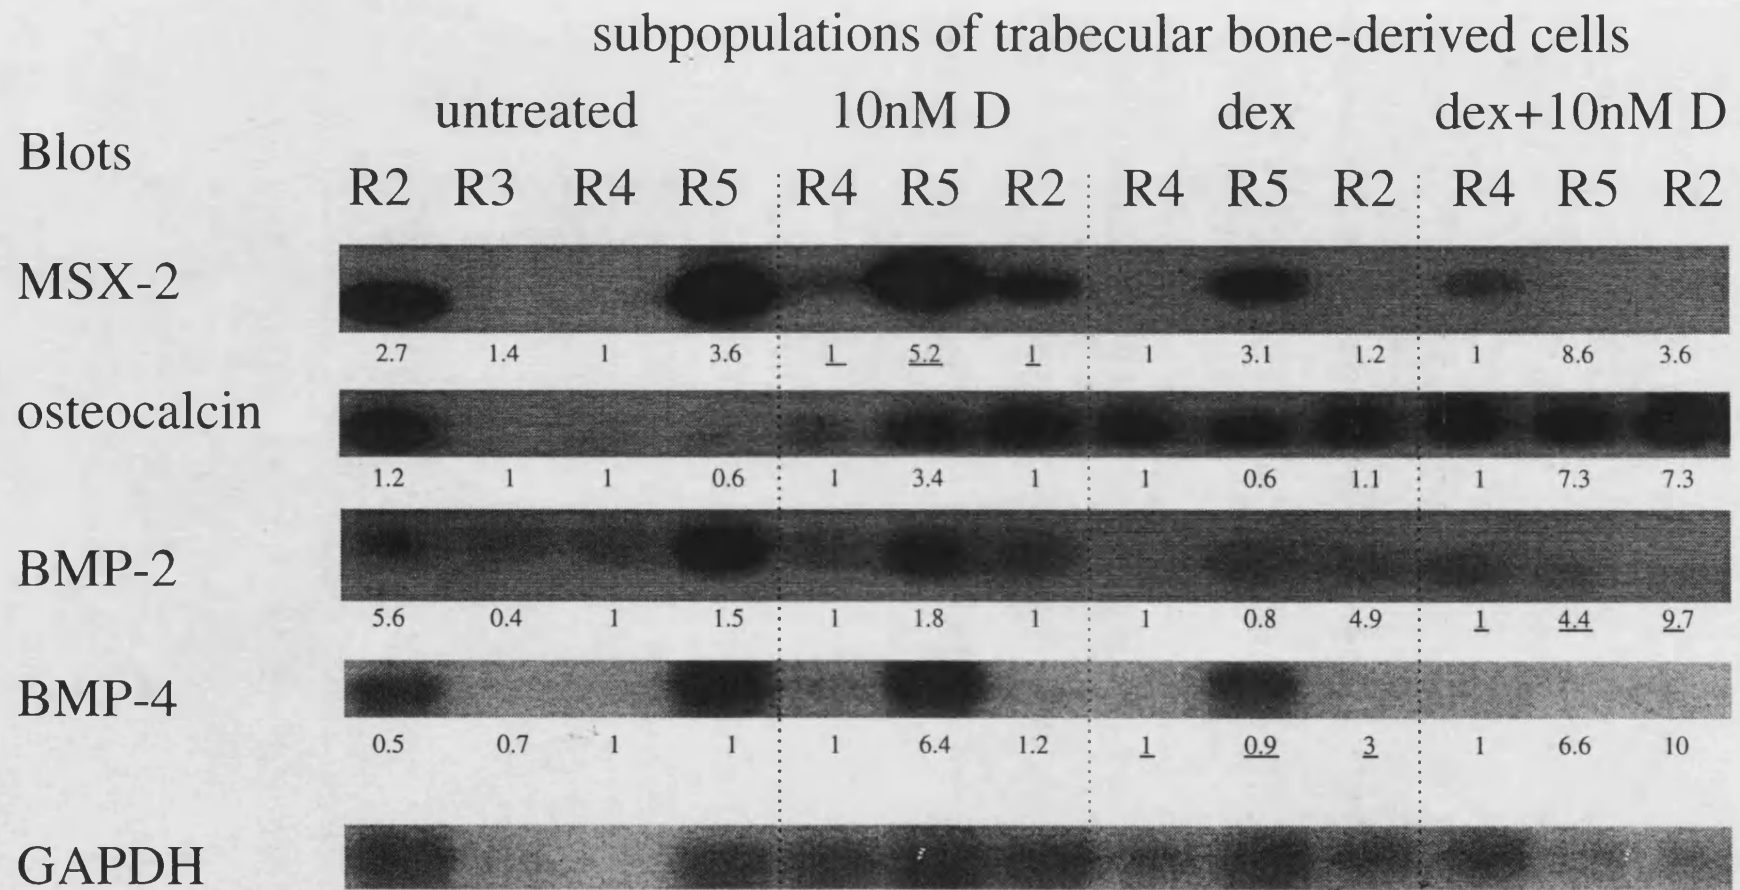 subpopulations of trabecular bone-derived cells
untreated 10nM D dex dex+10nM D
Blots
R2 R3 R4 R5 R4 R5 R2 R4 R5 R2 R4 R5 R2
MSX-2
2.7 1.4 1 3.6 1 5.2 1 1 3.1 1.2 1 8.6 3.6
osteocalcin
1.2 1 1 0.6 1 3.4 1 1 0.6 1.1 1 7.3 7.3
BMP-2
5.6 0.4 1 1.5 1 1.8 1 1 0.8 4.9 1 4.4 9.7
BMP-4
0.5 0.7 1 1 1 6.4 1.2 1 0.9 3 1 6.6 10
GAPDH